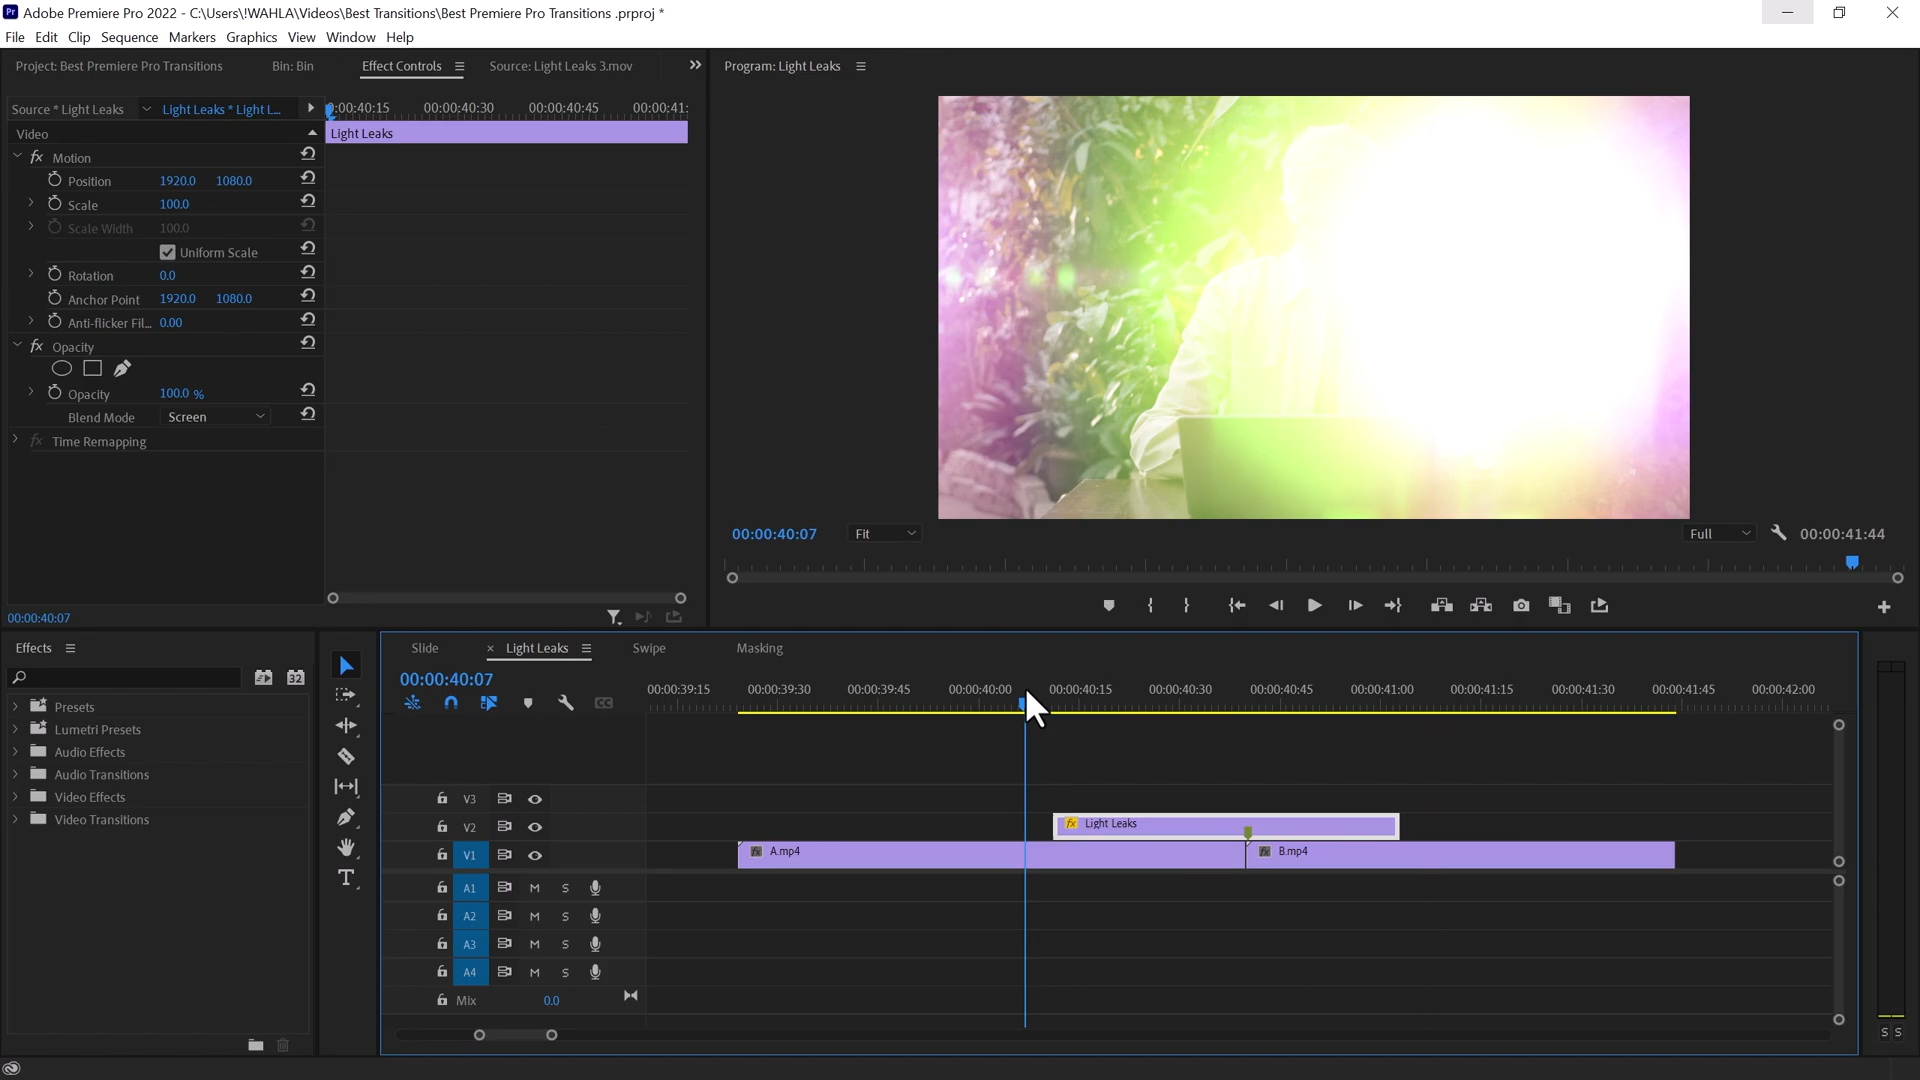 Adobe Premiere Pro 2022 - C:\Users\!WAHLA\Videos\Best Transitions\Best Premiere Pro Transitions .prproj *
File Edit Clip Sequence Markers Graphics View Window Help
Project: Best Premiere Pro Transitions Bin: Bin Effect Controls Source: Light Leaks 3.mov
Program: Light Leaks
Source * Light Leaks Light Leaks * Light L...
0:00:40:15 00:00:40:30 00:00:40:45 00:00:41:
Video
Light Leaks
fx Motion
Position 1920.0 1080.0
Scale 100.0
Scale Width 100.0
Uniform Scale
Rotation 0.0
Anchor Point 1920.0 1080.0
Anti-flicker Fil... 0.00
fx Opacity
Opacity 100.0 %
Blend Mode Screen
fx Time Remapping
00:00:40:07
00:00:40:07 Fit Full 00:00:41:44
Effects
32
Presets
Lumetri Presets
Audio Effects
Audio Transitions
Video Effects
Video Transitions
Slide × Light Leaks Swipe Masking
00:00:40:07
00:00:39:15 00:00:39:30 00:00:39:45 00:00:40:00 00:00:40:15 00:00:40:30 00:00:40:45 00:00:41:00 00:00:41:15 00:00:41:30 00:00:41:45 00:00:42:00
V3
V2 fx Light Leaks
V1 fx A.mp4 fx B.mp4
A1 M S
A2 M S
A3 M S
A4 M S
Mix 0.0
S S